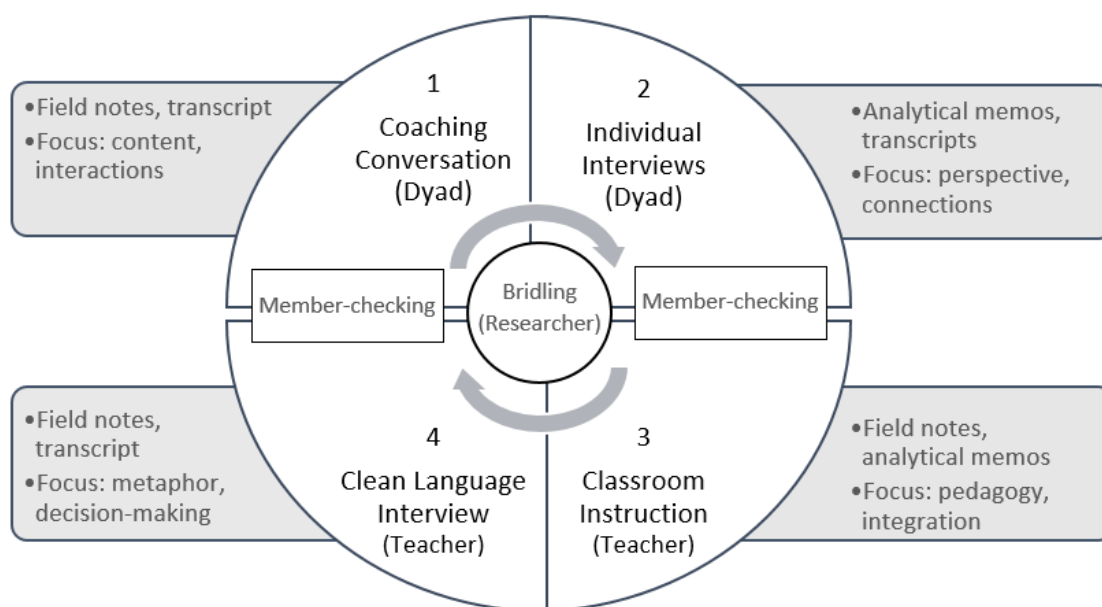 •Field notes, transcript
•Focus: content,
interactions
1
Coaching
Conversation
(Dyad)
2
Individual
Interviews
(Dyad)
•Analytical memos,
transcripts
•Focus: perspective,
connections
Member-checking
Bridling
(Researcher)
Member-checking
•Field notes,
transcript
•Focus: metaphor,
decision-making
4
Clean Language
Interview
(Teacher)
3
Classroom
Instruction
(Teacher)
•Field notes,
analytical memos
•Focus: pedagogy,
integration